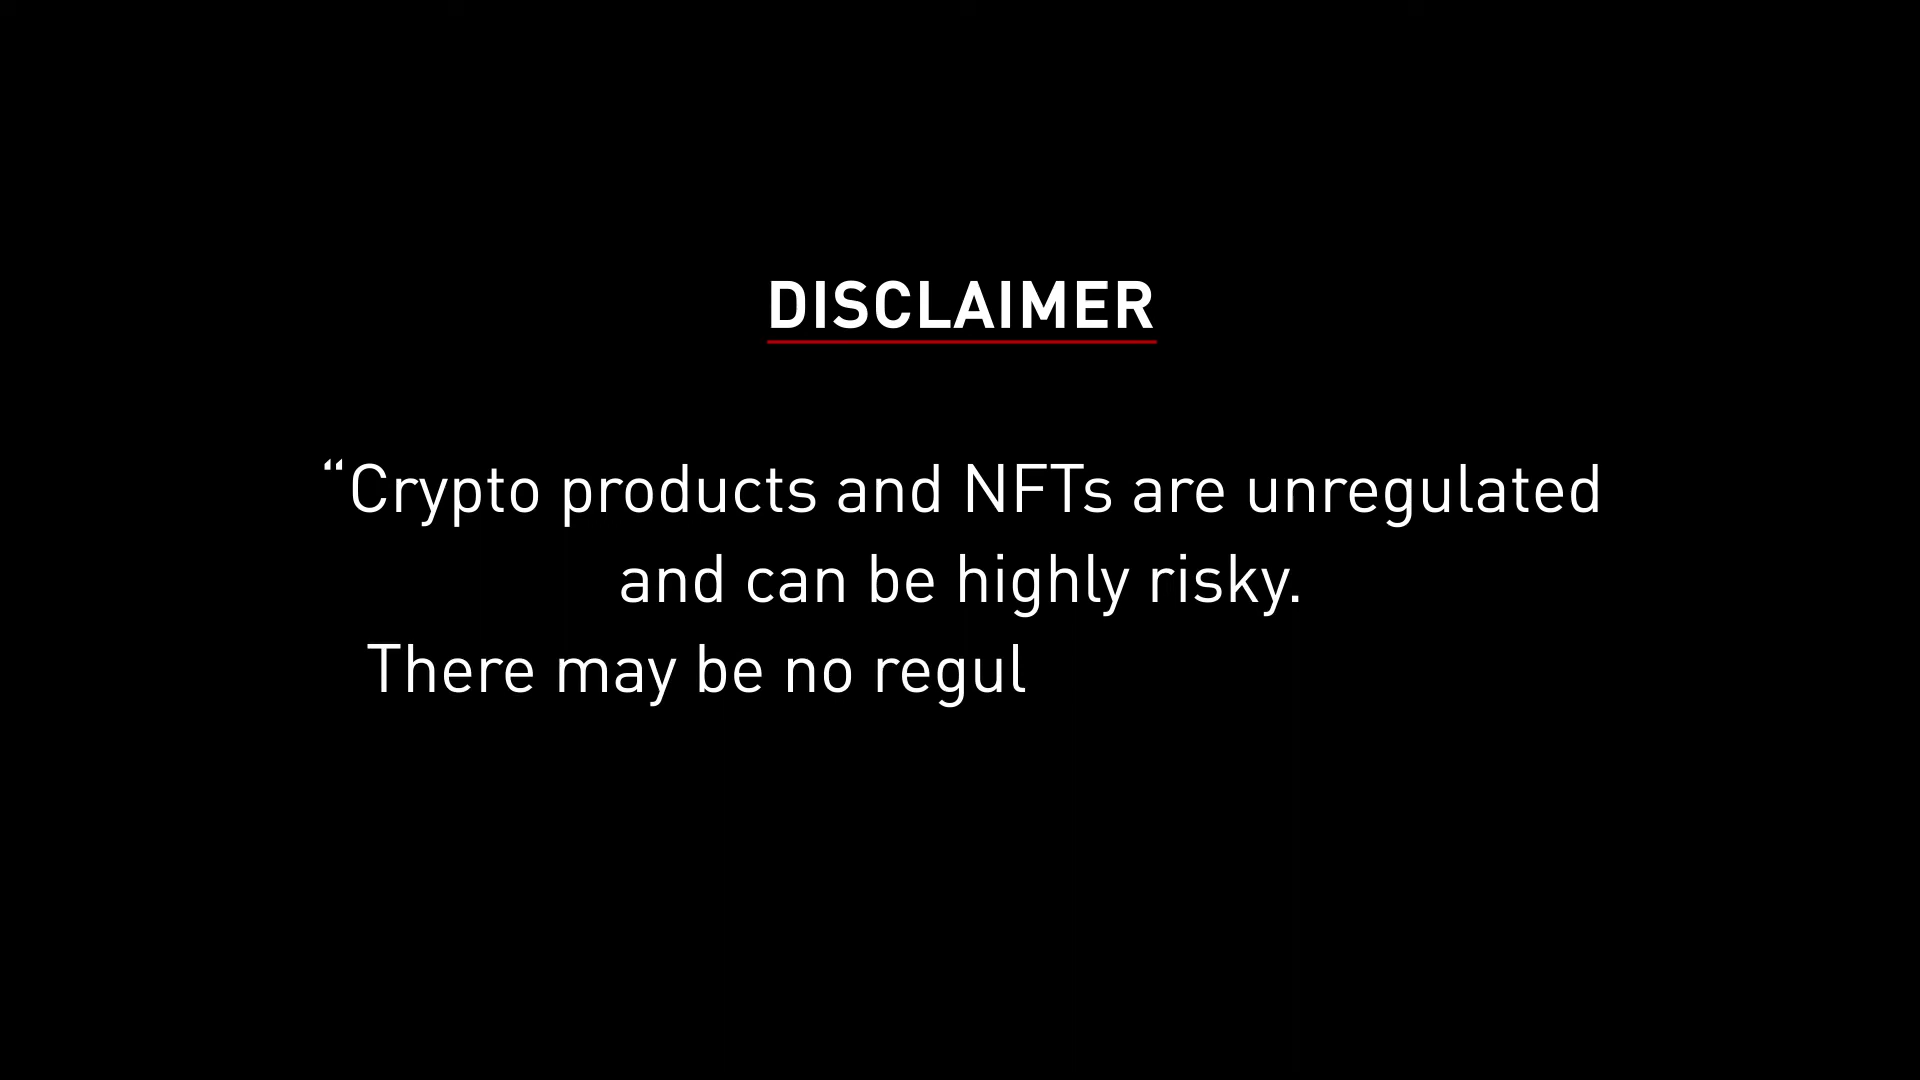 DISCLAIMER
“Crypto products and NFTs are unregulated
and can be highly risky.
There may be no regul